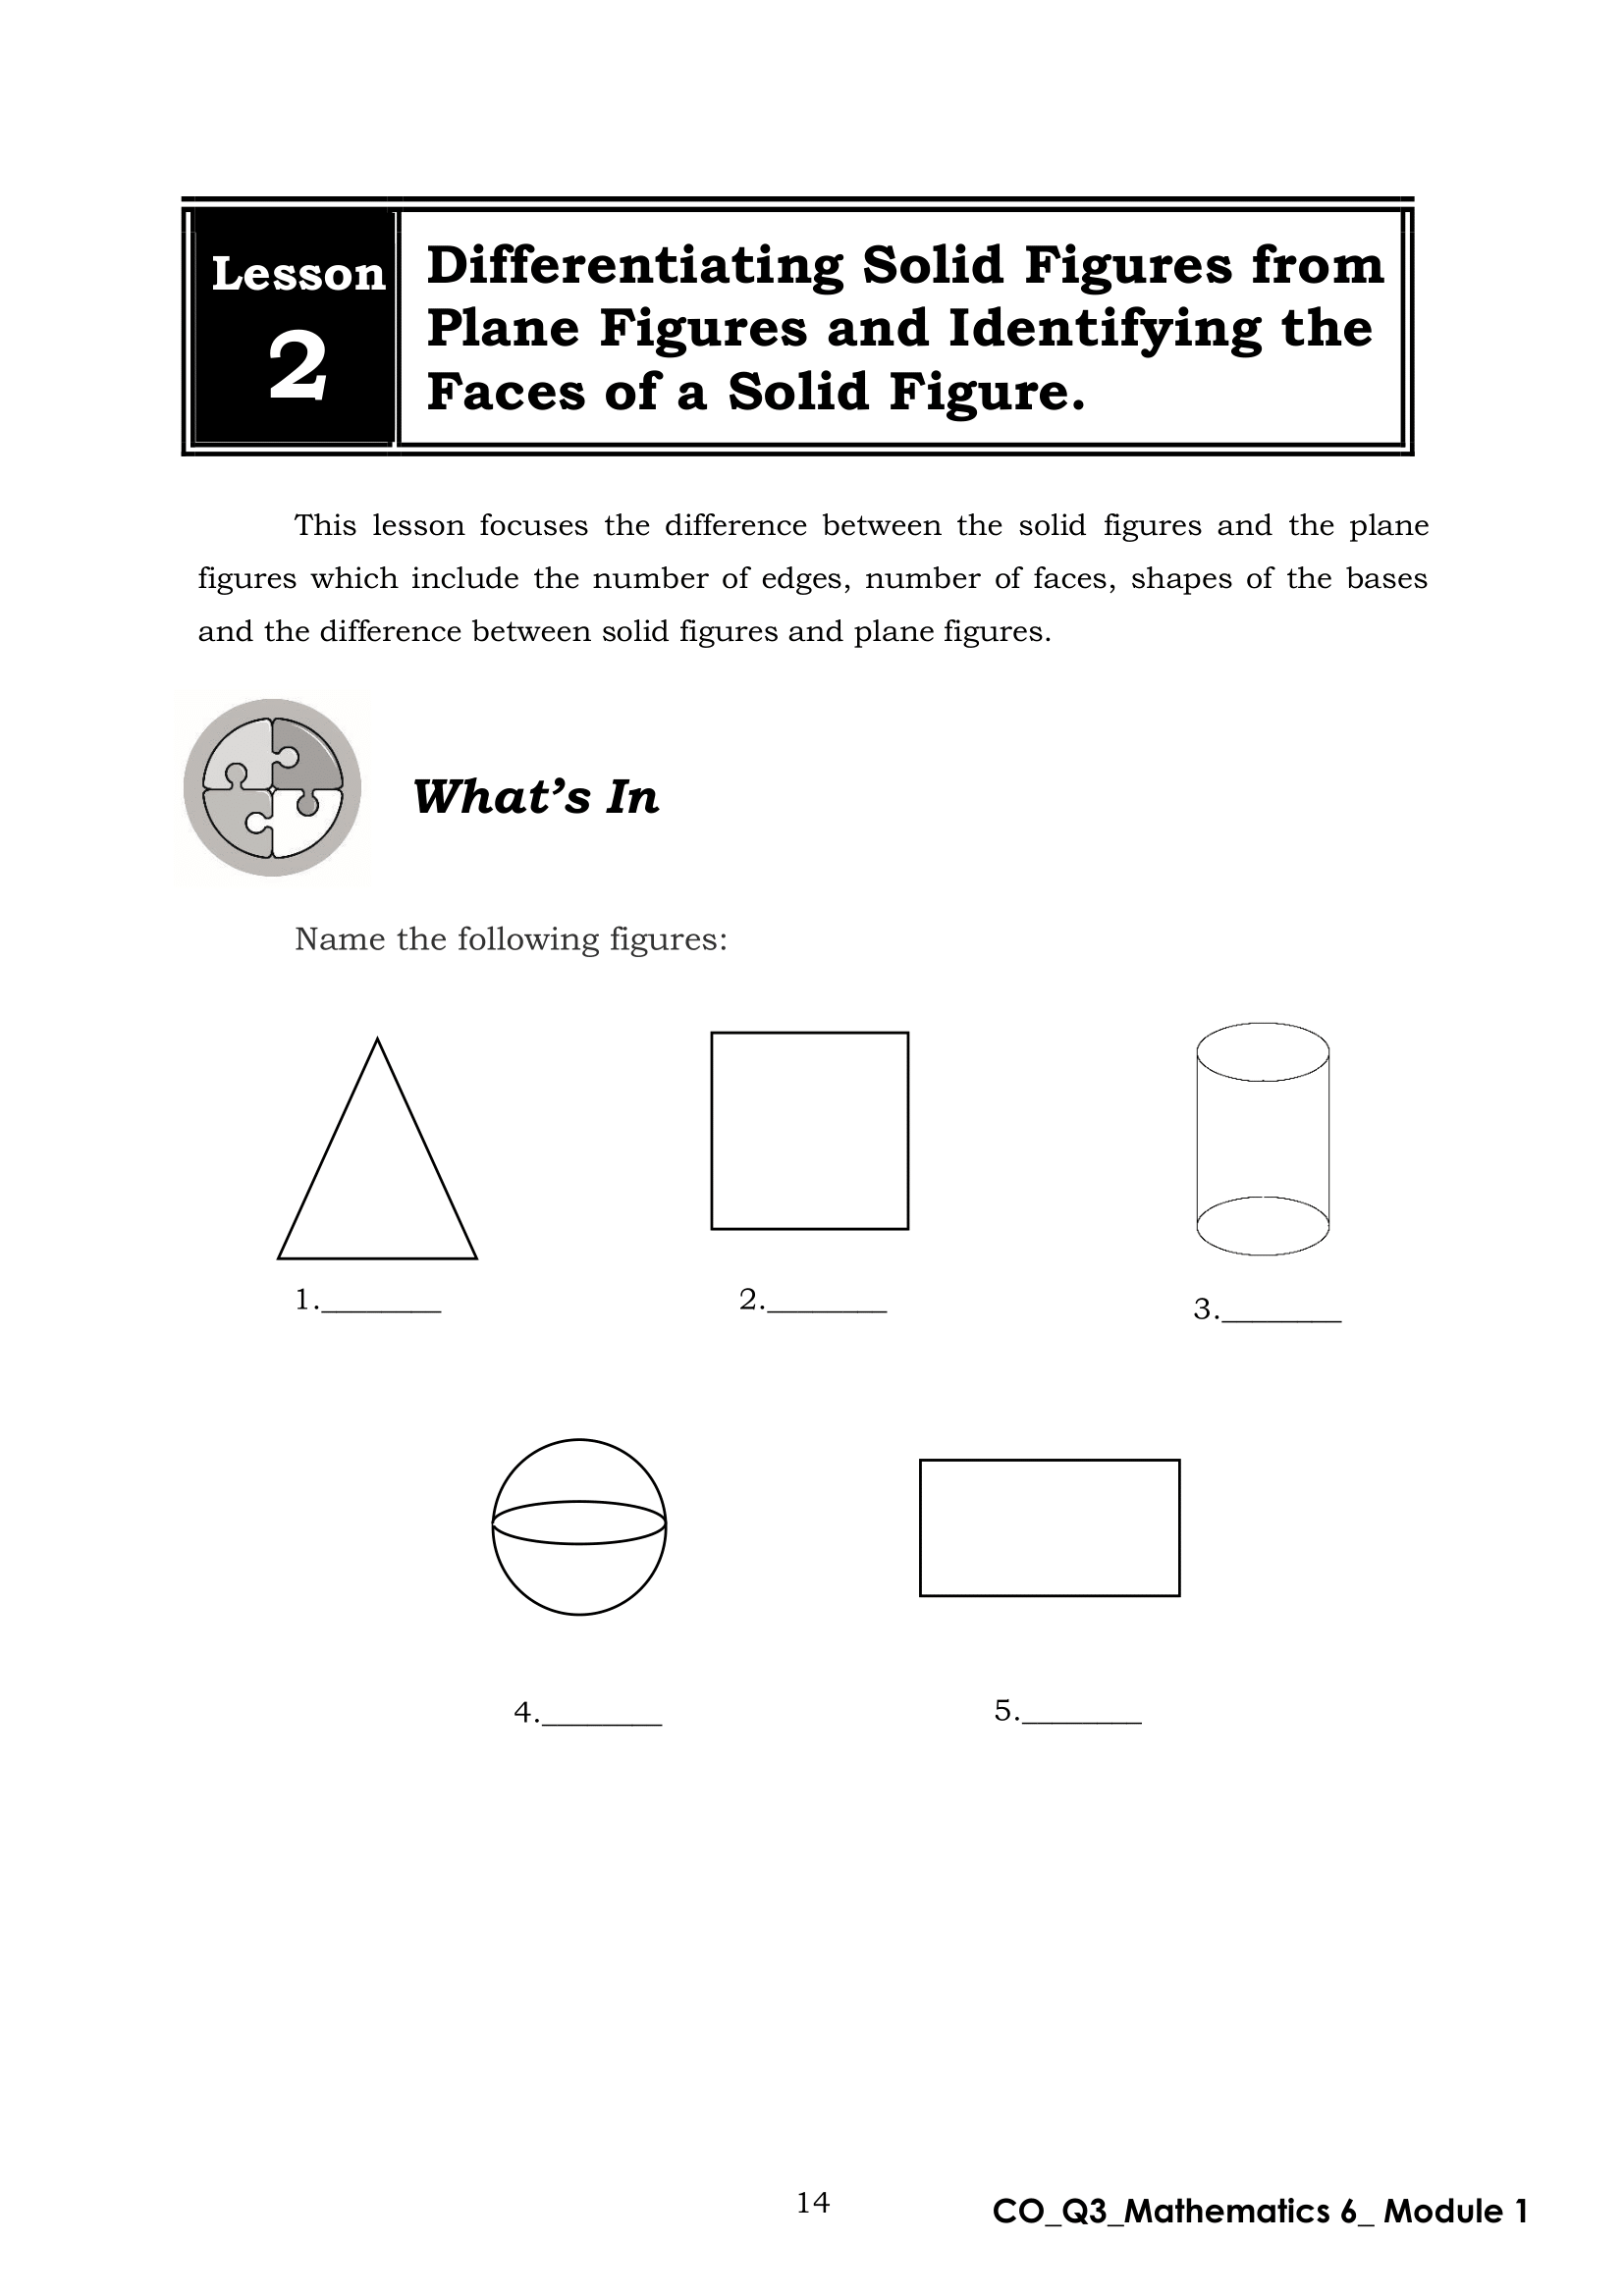 Lesson
2
Differentiating Solid Figures from
Plane Figures and Identifying the
Faces of a Solid Figure.
This lesson focuses the difference between the solid figures and the plane
figures which include the number of edges, number of faces, shapes of the bases
and the difference between solid figures and plane figures.
What’s In
Name the following figures:
1.________ 2.________ 3.________
4.________ 5.________
14 CO_Q3_Mathematics 6_ Module 1